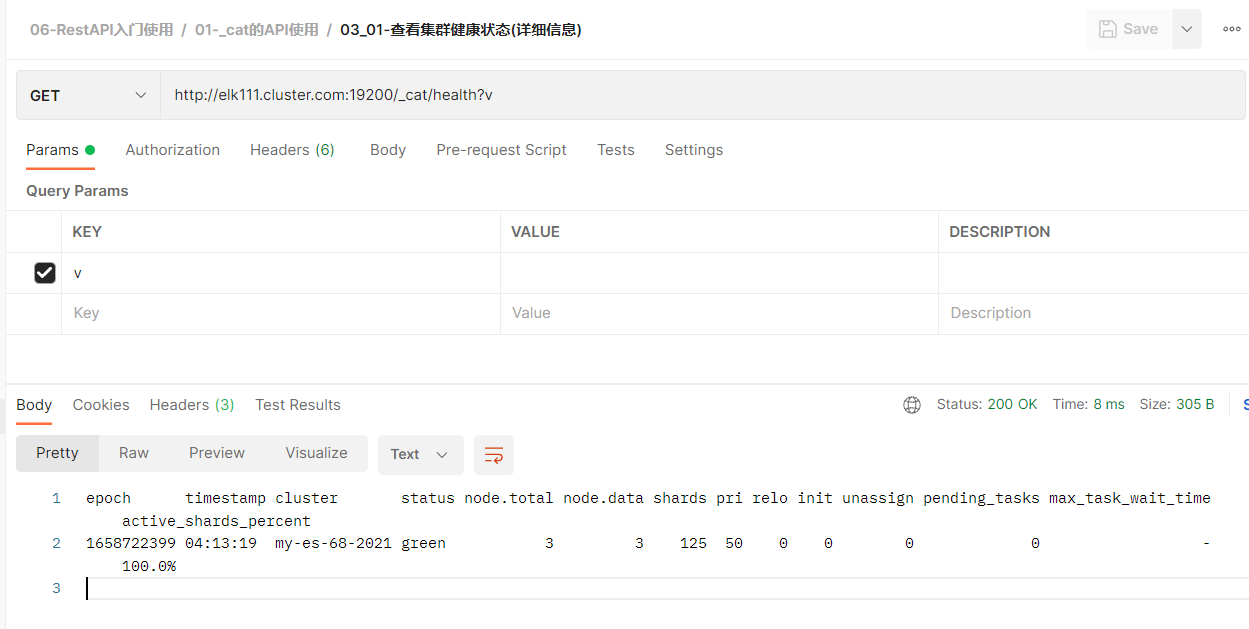 06-RestAPI入门使用 / 01-_cat的API使用 / 03_01-查看集群健康状态(详细信息)
Save
GET
http://elk111.cluster.com:19200/_cat/health?v
Params Authorization Headers (6) Body Pre-request Script Tests Settings
Query Params
KEY VALUE DESCRIPTION
v
Key Value Description
Body Cookies Headers (3) Test Results Status: 200 OK Time: 8 ms Size: 305 B S
Pretty Raw Preview Visualize Text
1 epoch timestamp cluster status node.total node.data shards pri relo init unassign pending_tasks max_task_wait_time
active_shards_percent
2 1658722399 04:13:19 my-es-68-2021 green 3 3 125 50 0 0 0 0 -
100.0%
3